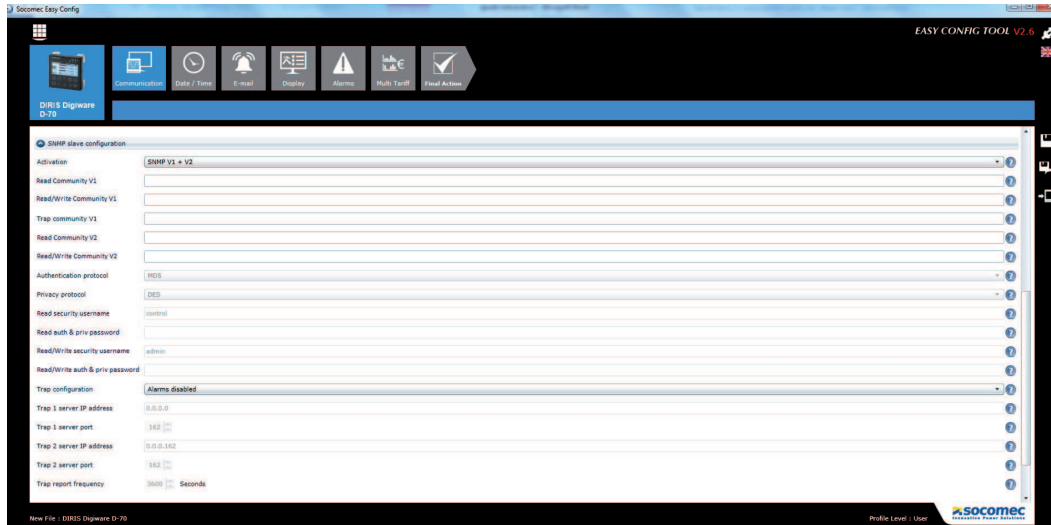 Socomec Easy Config
EASY CONFIG TOOL V2.6
Communication
Date / Time
E-mail
Display
Alarms
Multi Tariff
Final Action
DIRIS Digiware
D-70
SNMP slave configuration
Activation SNMP V1 + V2
Read Community V1
Read/Write Community V1
Trap community V1
Read Community V2
Read/Write Community V2
Authentication protocol MD5
Privacy protocol DES
Read security username control
Read auth & priv password
Read/Write security username admin
Read/Write auth & priv password
Trap configuration Alarms disabled
Trap 1 server IP address 0.0.0.0
Trap 1 server port 162
Trap 2 server IP address 0.0.0.162
Trap 2 server port 162
Trap report frequency 3600 Seconds
New File : DIRIS Digiware D-70
Profile Level : User
socomec
Innovative Power Solutions